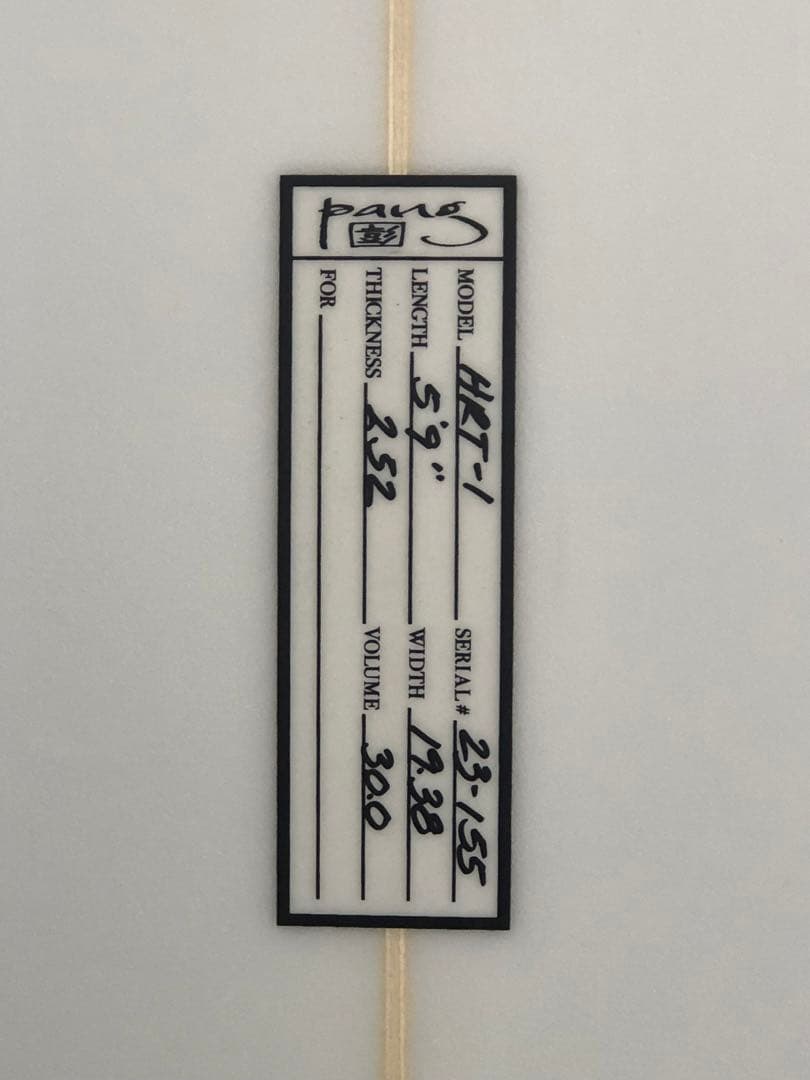 pang
MODEL HRT-1 SERIAL # 23-155
LENGTH 5'9" WIDTH 19.38
THICKNESS 2.52 VOLUME 30.0
FOR